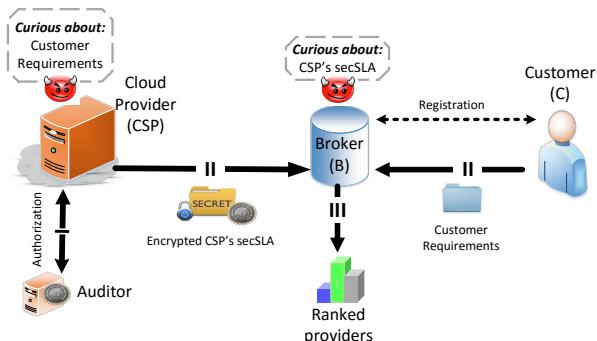 Curious about:
Customer
Requirements
Cloud
Provider
(CSP)
Curious about:
CSP's secSLA
Customer
(C)
Registration
Broker
(B)
II
II
SECRET
Encrypted CSP's secSLA
III
Customer
Requirements
Authorization
I
Auditor
Ranked
providers